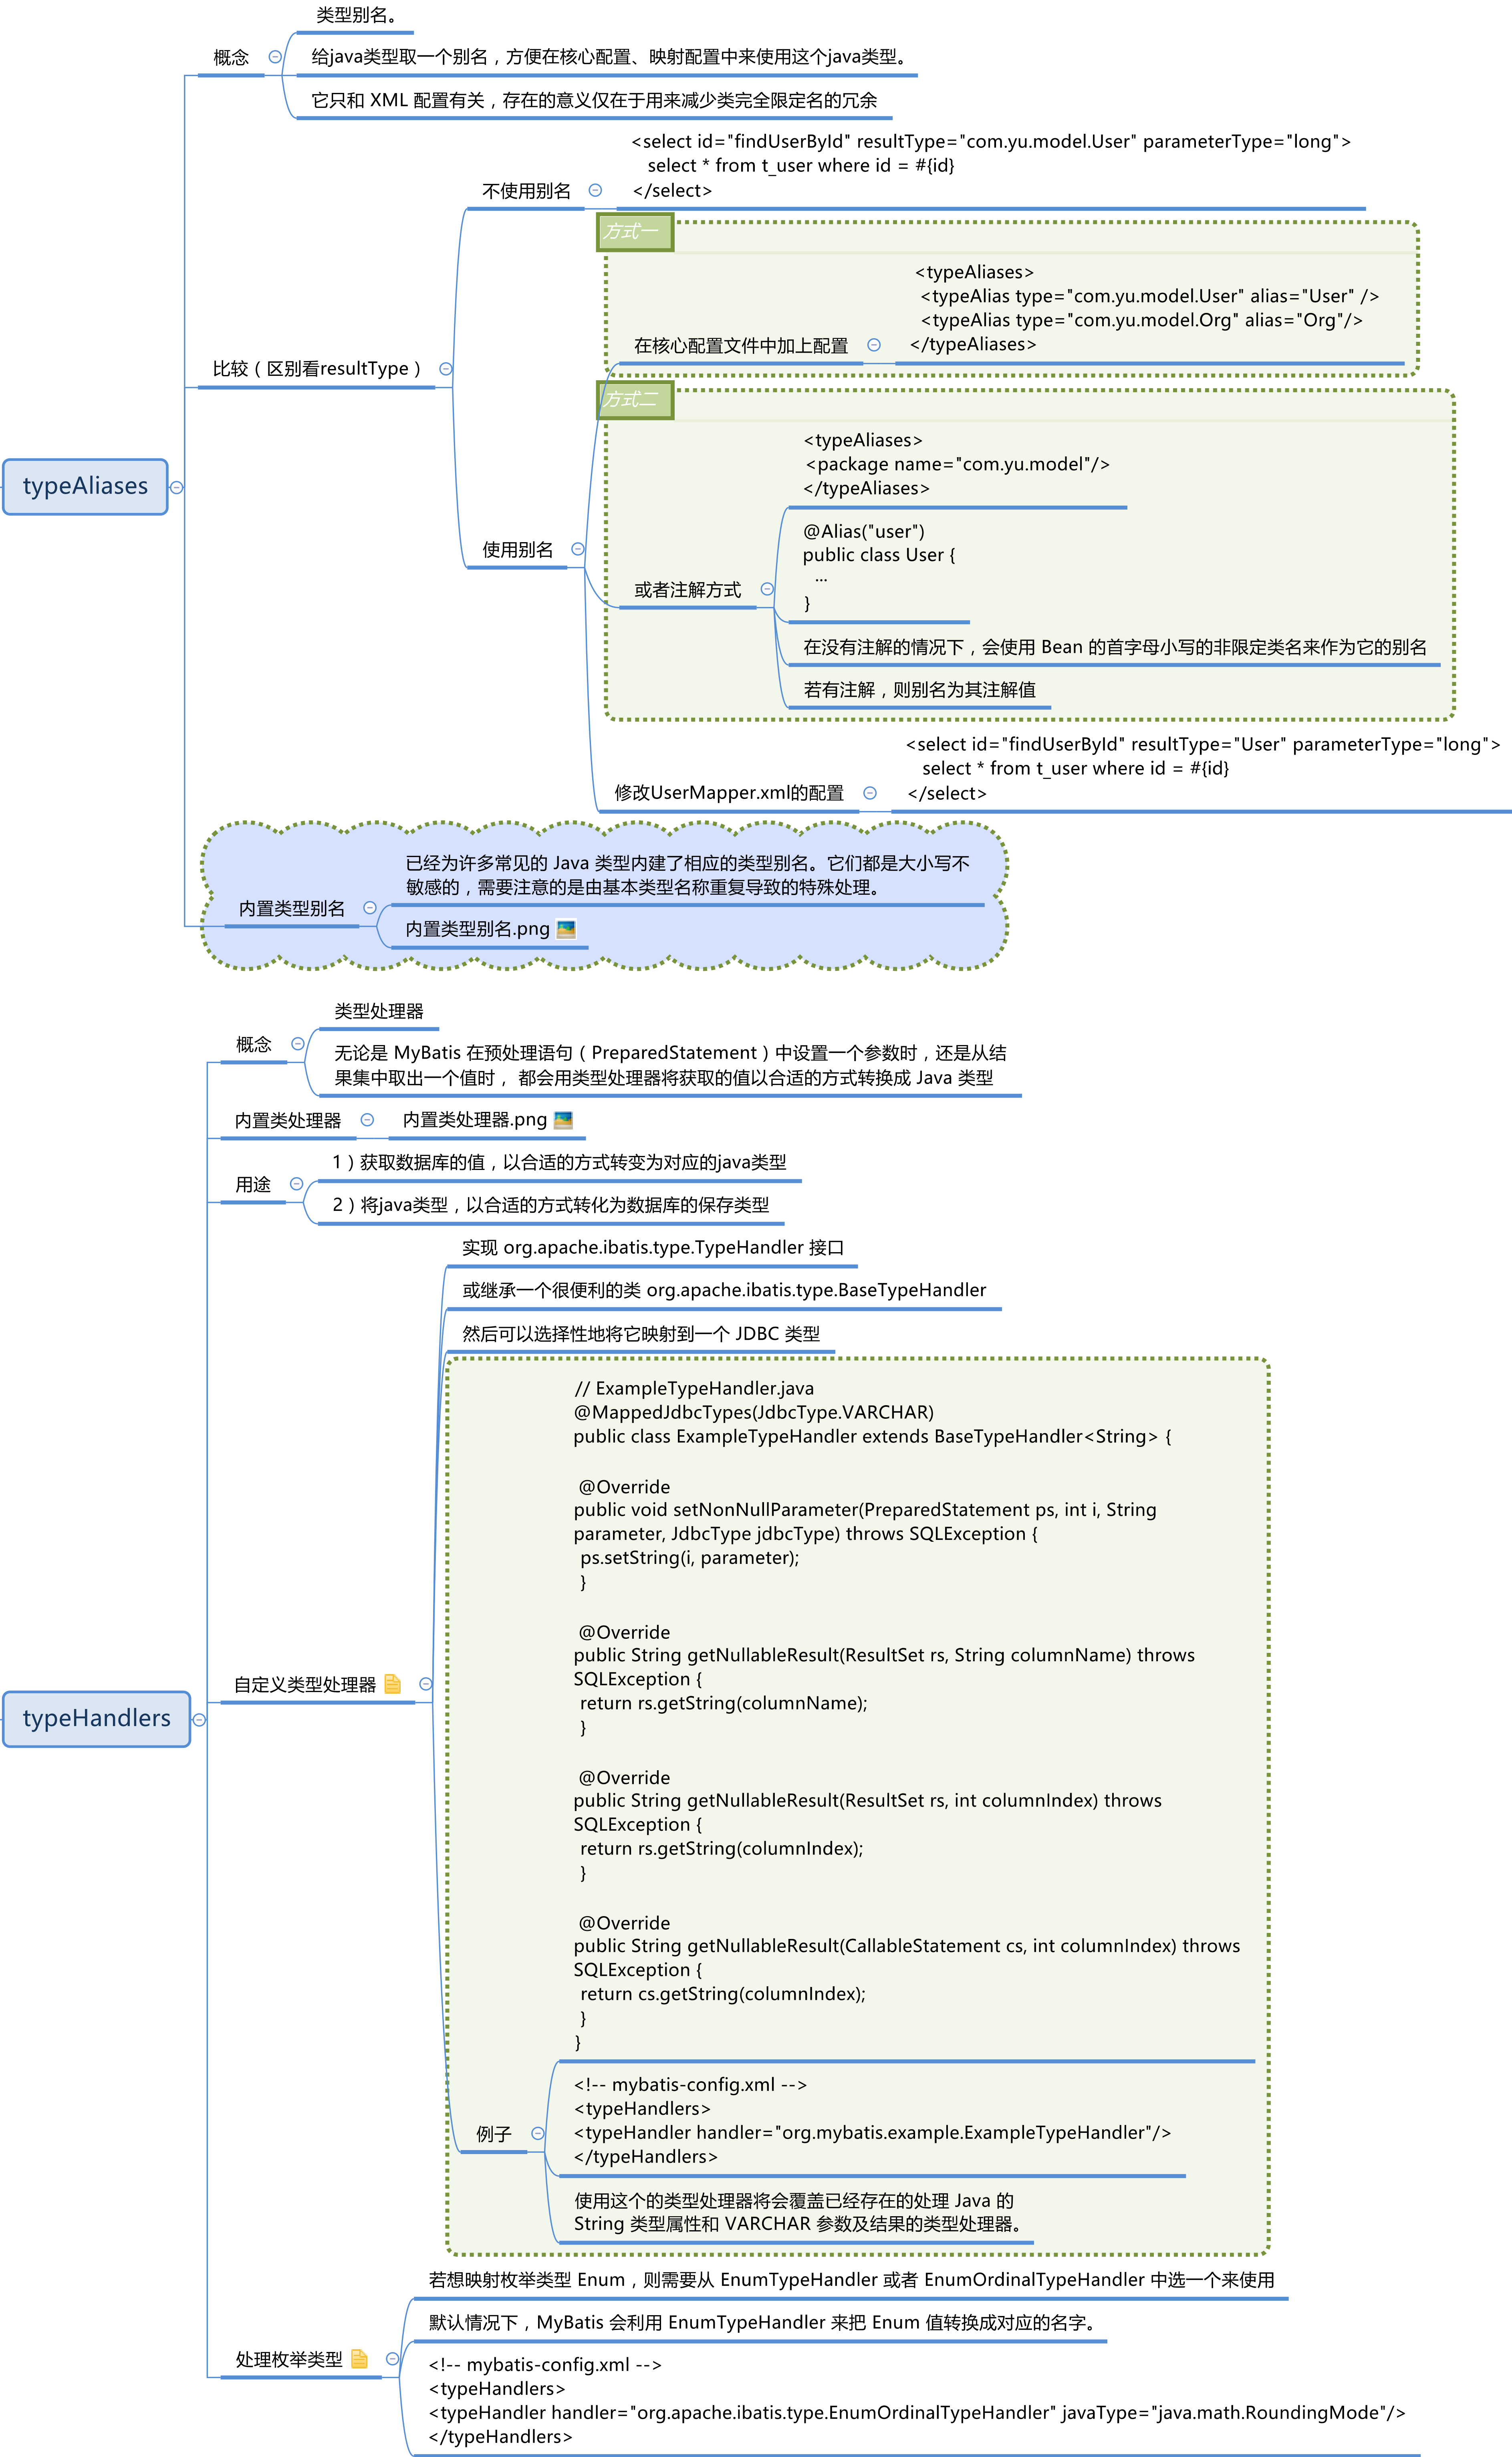 typeAliases
概念
类型别名。
给java类型取一个别名，方便在核心配置、映射配置中来使用这个java类型。
它只和 XML 配置有关，存在的意义仅在于用来减少类完全限定名的冗余
比较（区别看resultType）
不使用别名
<select id="findUserById" resultType="com.yu.model.User" parameterType="long">
select * from t_user where id = #{id}
</select>
使用别名
方式一
在核心配置文件中加上配置
<typeAliases>
<typeAlias type="com.yu.model.User" alias="User" />
<typeAlias type="com.yu.model.Org" alias="Org"/>
</typeAliases>
方式二
或者注解方式
<typeAliases>
<package name="com.yu.model"/>
</typeAliases>
@Alias("user")
public class User {
...
}
在没有注解的情况下，会使用 Bean 的首字母小写的非限定类名来作为它的别名
若有注解，则别名为其注解值
修改UserMapper.xml的配置
<select id="findUserById" resultType="User" parameterType="long">
select * from t_user where id = #{id}
</select>
内置类型别名
已经为许多常见的 Java 类型内建了相应的类型别名。它们都是大小写不
敏感的，需要注意的是由基本类型名称重复导致的特殊处理。
内置类型别名.png
typeHandlers
概念
类型处理器
无论是 MyBatis 在预处理语句（PreparedStatement）中设置一个参数时，还是从结
果集中取出一个值时， 都会用类型处理器将获取的值以合适的方式转换成 Java 类型
内置类处理器
内置类处理器.png
用途
1）获取数据库的值，以合适的方式转变为对应的java类型
2）将java类型，以合适的方式转化为数据库的保存类型
自定义类型处理器
实现 org.apache.ibatis.type.TypeHandler 接口
或继承一个很便利的类 org.apache.ibatis.type.BaseTypeHandler
然后可以选择性地将它映射到一个 JDBC 类型
例子
// ExampleTypeHandler.java
@MappedJdbcTypes(JdbcType.VARCHAR)
public class ExampleTypeHandler extends BaseTypeHandler<String> {
@Override
public void setNonNullParameter(PreparedStatement ps, int i, String
parameter, JdbcType jdbcType) throws SQLException {
ps.setString(i, parameter);
}
@Override
public String getNullableResult(ResultSet rs, String columnName) throws
SQLException {
return rs.getString(columnName);
}
@Override
public String getNullableResult(ResultSet rs, int columnIndex) throws
SQLException {
return rs.getString(columnIndex);
}
@Override
public String getNullableResult(CallableStatement cs, int columnIndex) throws
SQLException {
return cs.getString(columnIndex);
}
}
<!-- mybatis-config.xml -->
<typeHandlers>
<typeHandler handler="org.mybatis.example.ExampleTypeHandler"/>
</typeHandlers>
使用这个的类型处理器将会覆盖已经存在的处理 Java 的
String 类型属性和 VARCHAR 参数及结果的类型处理器。
处理枚举类型
若想映射枚举类型 Enum，则需要从 EnumTypeHandler 或者 EnumOrdinalTypeHandler 中选一个来使用
默认情况下，MyBatis 会利用 EnumTypeHandler 来把 Enum 值转换成对应的名字。
<!-- mybatis-config.xml -->
<typeHandlers>
<typeHandler handler="org.apache.ibatis.type.EnumOrdinalTypeHandler" javaType="java.math.RoundingMode"/>
</typeHandlers>